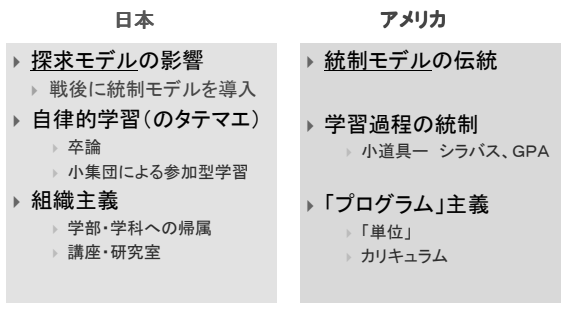 日本
探求モデルの影響
戦後に統制モデルを導入
自律的学習(のタテマエ)
卒論
小集団による参加型学習
組織主義
学部・学科への帰属
講座・研究室
アメリカ
統制モデルの伝統
学習過程の統制
小道具ー シラバス、GPA
「プログラム」主義
「単位」
カリキュラム